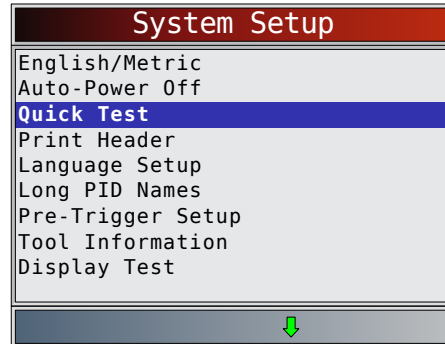 System Setup
English/Metric
Auto-Power Off
Quick Test
Print Header
Language Setup
Long PID Names
Pre-Trigger Setup
Tool Information
Display Test